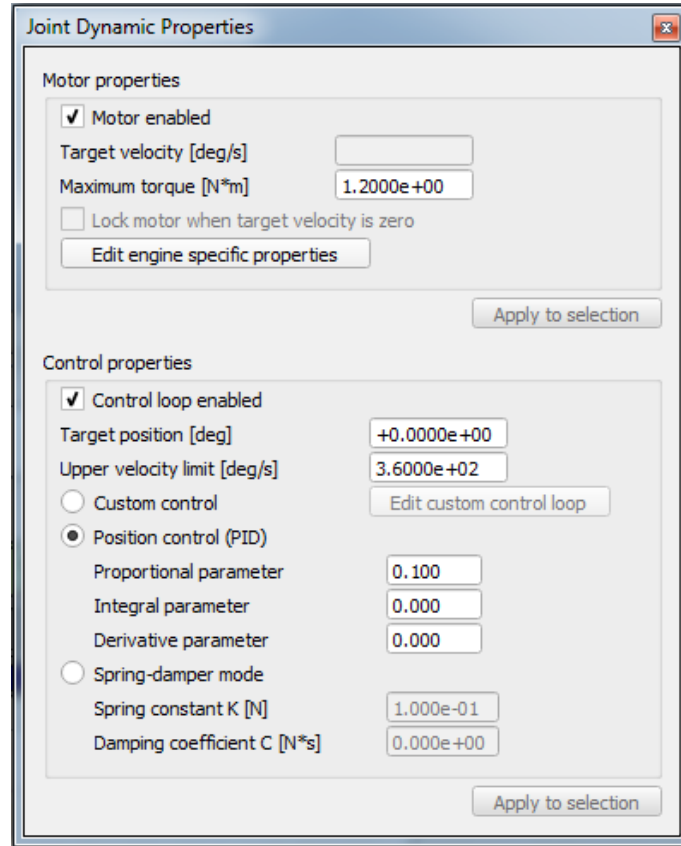 Joint Dynamic Properties
Motor properties
Motor enabled
Target velocity [deg/s]
Maximum torque [N*m] 1.2000e+00
Lock motor when target velocity is zero
Edit engine specific properties
Apply to selection
Control properties
Control loop enabled
Target position [deg] +0.0000e+00
Upper velocity limit [deg/s] 3.6000e+02
Custom control Edit custom control loop
Position control (PID)
Proportional parameter 0.100
Integral parameter 0.000
Derivative parameter 0.000
Spring-damper mode
Spring constant K [N] 1.000e-01
Damping coefficient C [N*s] 0.000e+00
Apply to selection